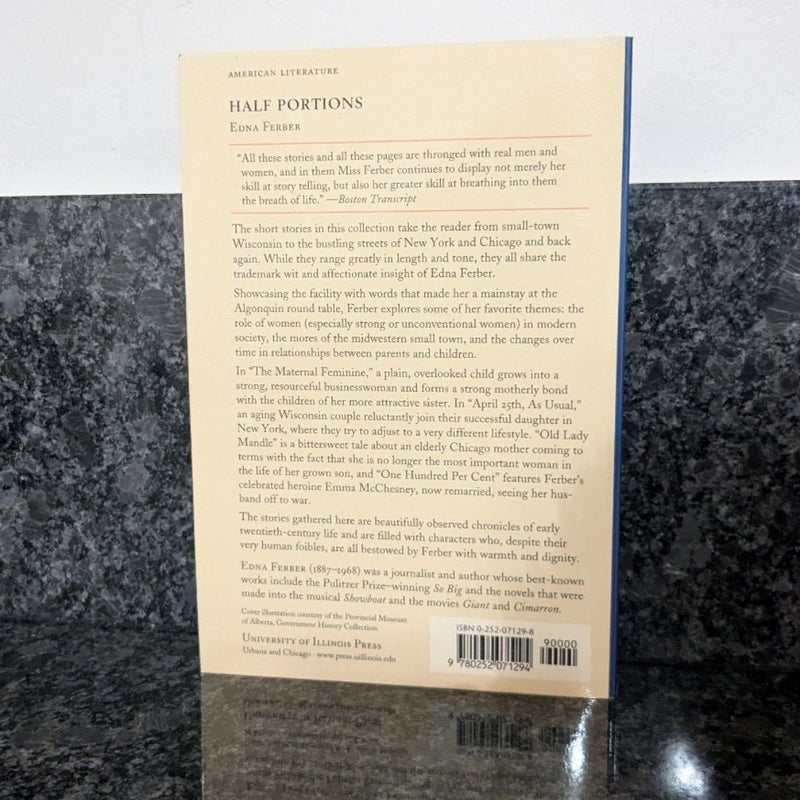 AMERICAN LITERATURE
HALF PORTIONS
EDNA FERBER
"All these stories and all these pages are thronged with real men and
women, and in them Miss Ferber continues to display not merely her
skill at story telling, but also her greater skill at breathing into them
the breath of life." —Boston Transcript
The short stories in this collection take the reader from small-town
Wisconsin to the bustling streets of New York and Chicago and back
again. While they range greatly in length and tone, they all share the
trademark wit and affectionate insight of Edna Ferber.
Showcasing the facility with words that made her a mainstay at the
Algonquin round table, Ferber explores some of her favorite themes: the
role of women (especially strong or unconventional women) in modern
society, the mores of the midwestern small town, and the changes over
time in relationships between parents and children.
In "The Maternal Feminine," a plain, overlooked child grows into a
strong, resourceful businesswoman and forms a strong motherly bond
with the children of her more attractive sister. In "April 25th, As Usual,"
an aging Wisconsin couple reluctantly join their successful daughter in
New York, where they try to adjust to a very different lifestyle. "Old Lady
Mandle" is a bittersweet tale about an elderly Chicago mother coming to
terms with the fact that she is no longer the most important woman in
the life of her grown son, and "One Hundred Per Cent" features Ferber's
celebrated heroine Emma McChesney, now remarried, seeing her hus-
band off to war.
The stories gathered here are beautifully observed chronicles of early
twentieth-century life and are filled with characters who, despite their
very human foibles, are all bestowed by Ferber with warmth and dignity.
EDNA FERBER (1887–1968) was a journalist and author whose best-known
works include the Pulitzer Prize–winning So Big and the novels that were
made into the musical Showboat and the movies Giant and Cimarron.
Cover illustration courtesy of the Provincial Museum
of Alberta, Government History Collection.
UNIVERSITY OF ILLINOIS PRESS
Urbana and Chicago · www.press.uillinois.edu
ISBN 0-252-07129-8
90000
9 780252 071294